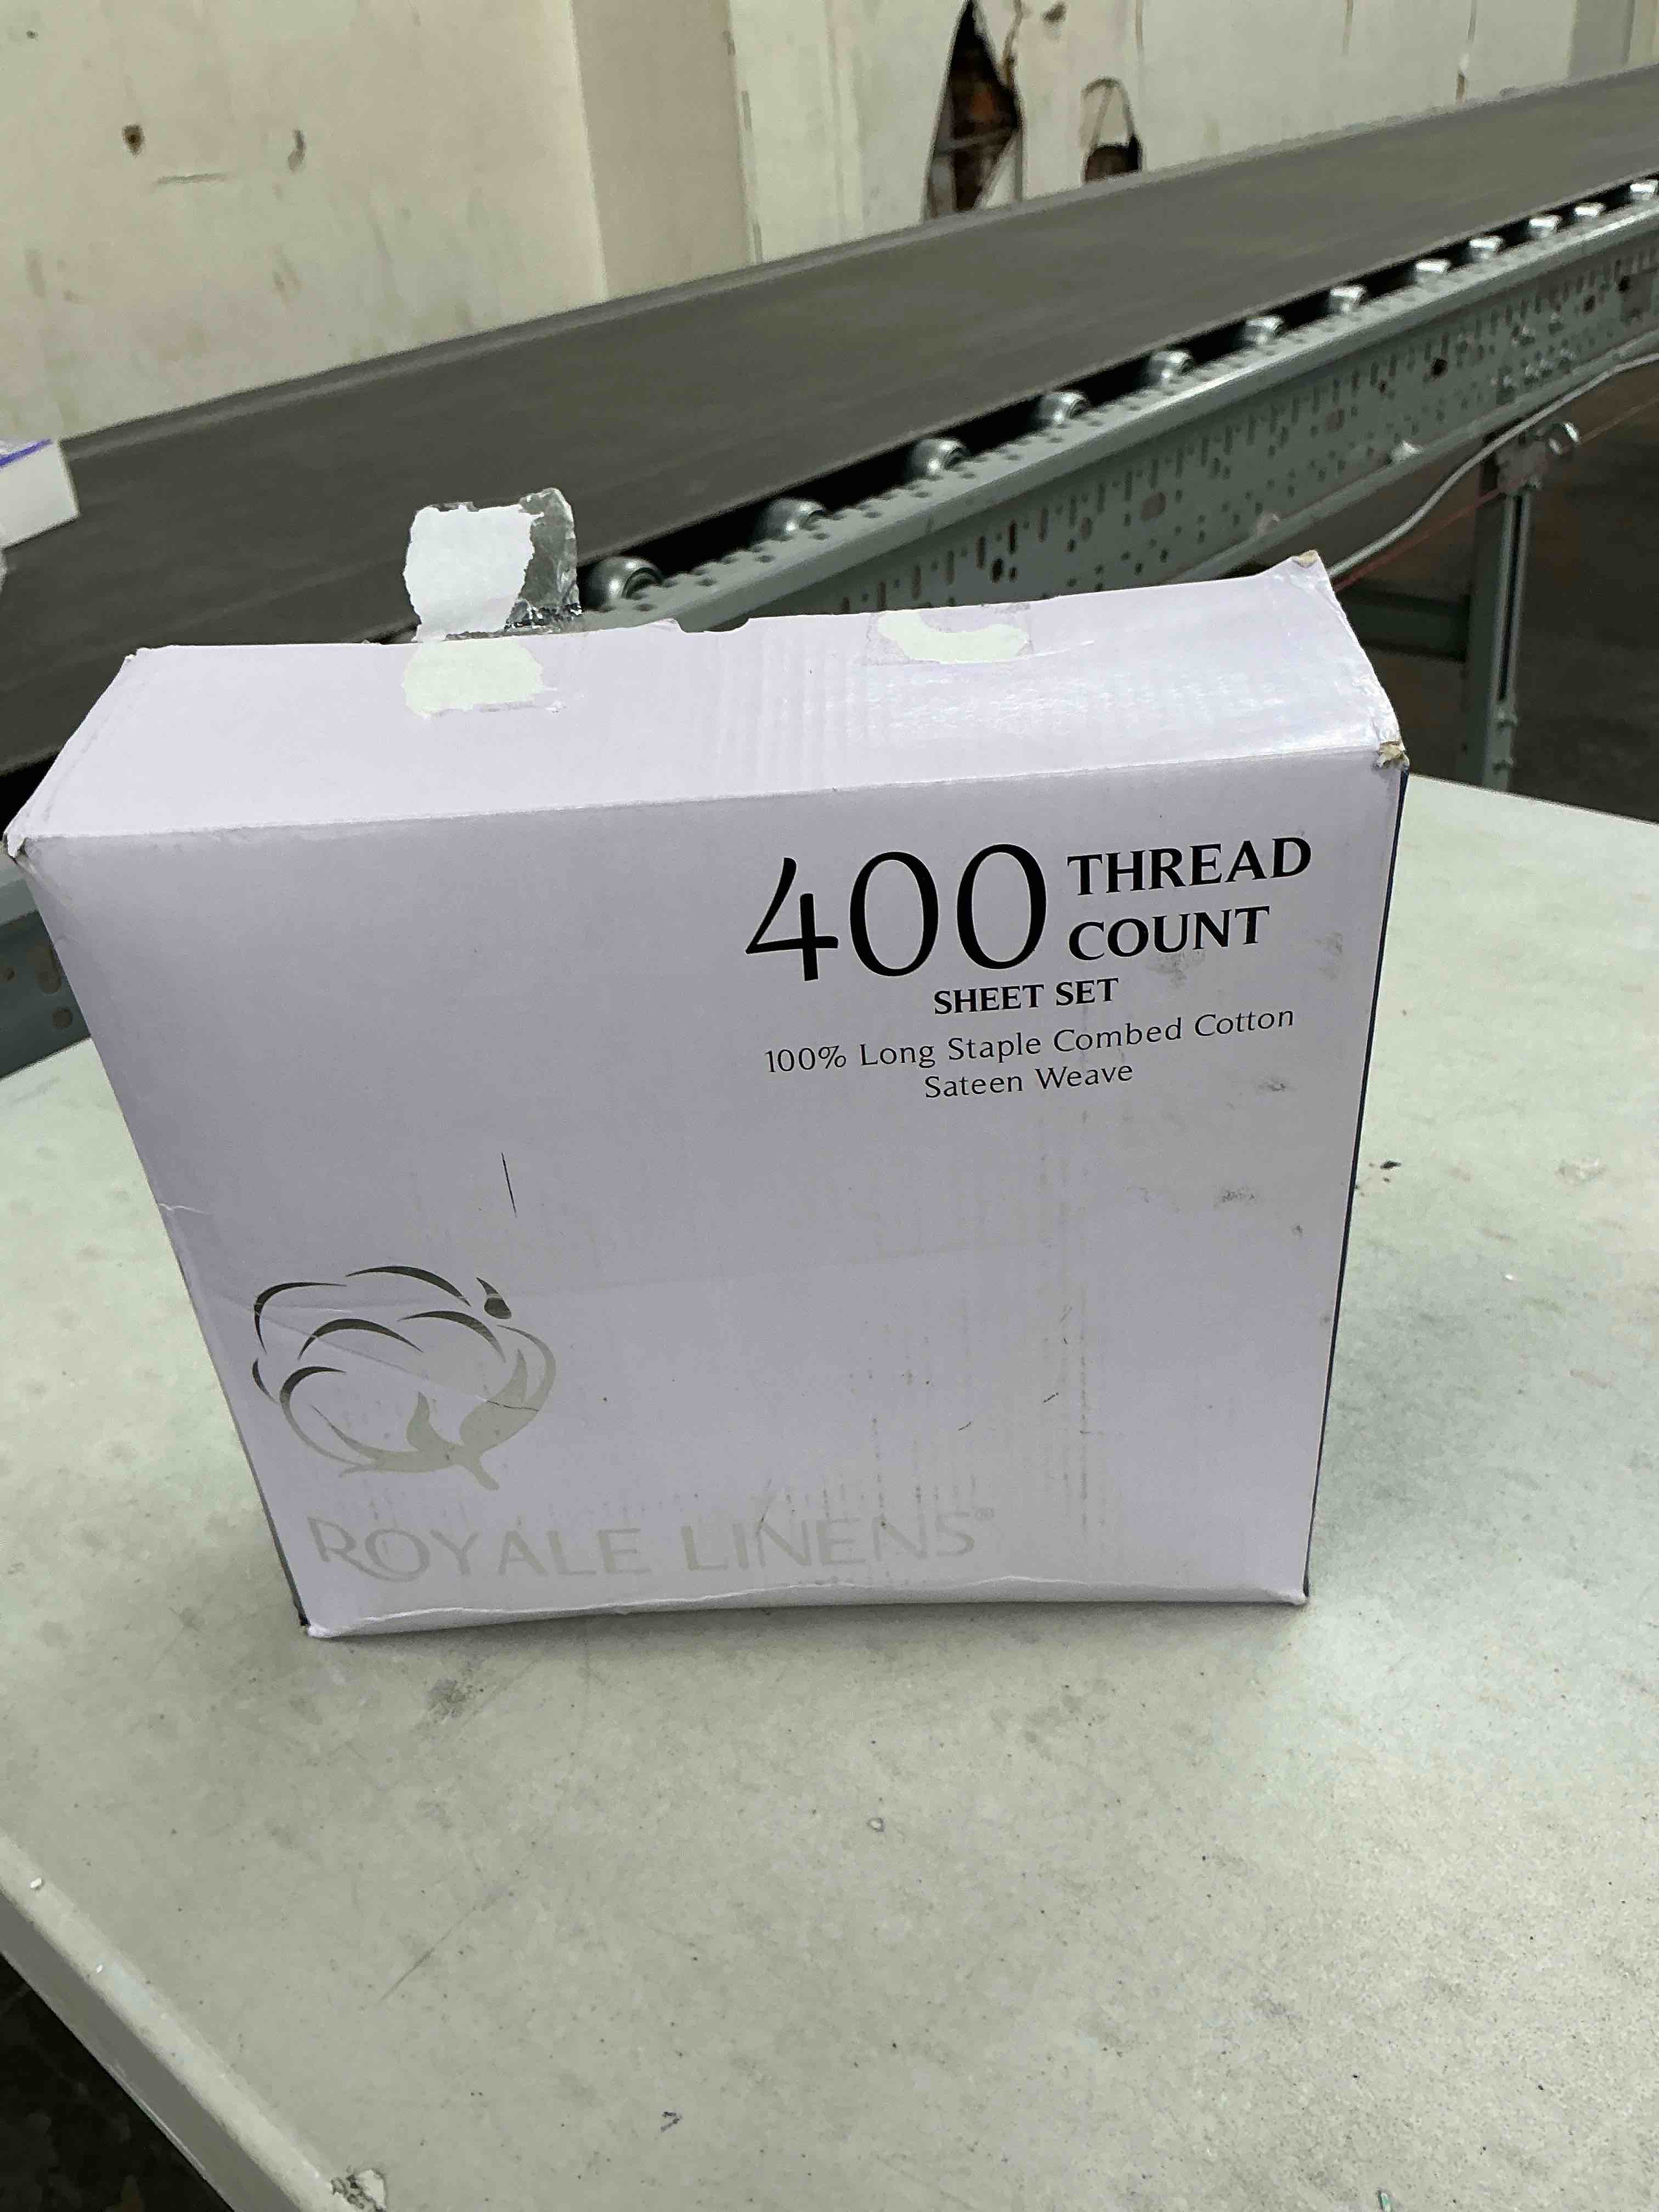 400 THREAD
COUNT
SHEET SET
100% Long Staple Combed Cotton
Sateen Weave
ROYALE LINENS®